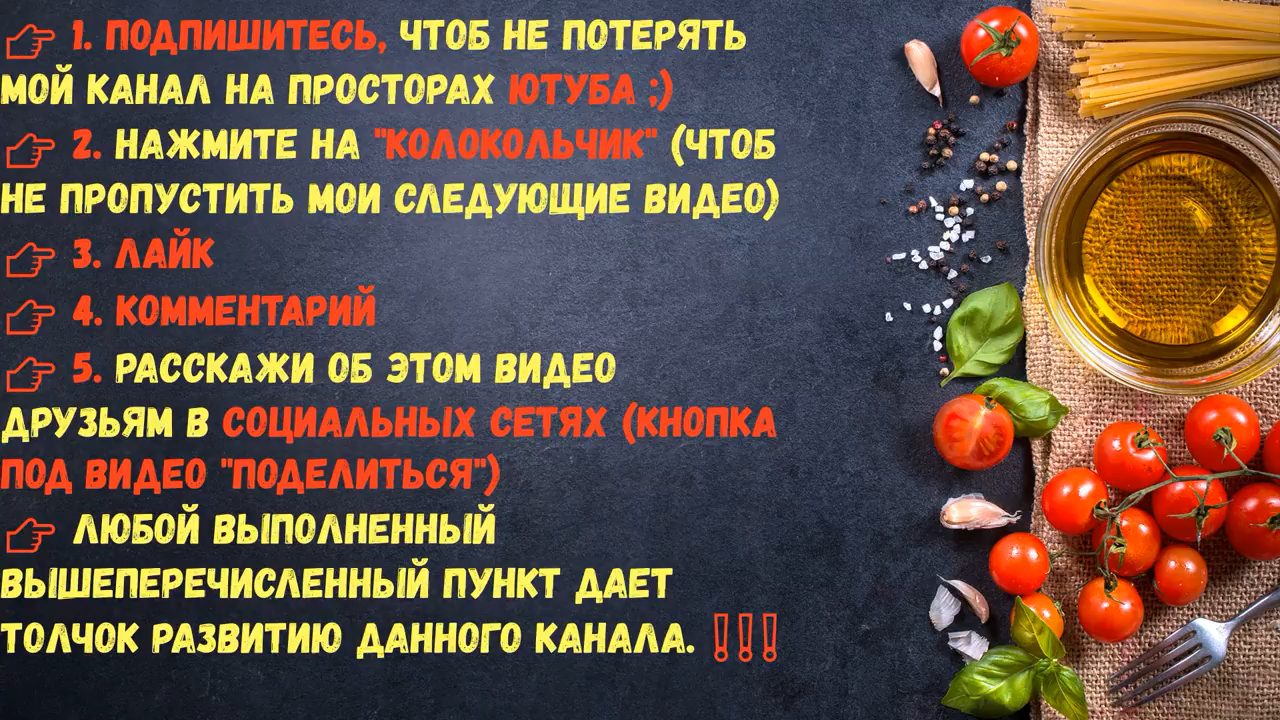 👉 1. ПОДПИШИТЕСЬ, ЧТОБ НЕ ПОТЕРЯТЬ
МОЙ КАНАЛ НА ПРОСТОРАХ ЮТУБА ;)
👉 2. НАЖМИТЕ НА "КОЛОКОЛЬЧИК" (ЧТОБ
НЕ ПРОПУСТИТЬ МОИ СЛЕДУЮЩИЕ ВИДЕО)
👉 3. ЛАЙК
👉 4. КОММЕНТАРИЙ
👉 5. РАССКАЖИ ОБ ЭТОМ ВИДЕО
ДРУЗЬЯМ В СОЦИАЛЬНЫХ СЕТЯХ (КНОПКА
ПОД ВИДЕО "ПОДЕЛИТЬСЯ")
👉 ЛЮБОЙ ВЫПОЛНЕННЫЙ
ВЫШЕПЕРЕЧИСЛЕННЫЙ ПУНКТ ДАЕТ
ТОЛЧОК РАЗВИТИЮ ДАННОГО КАНАЛА. !!!